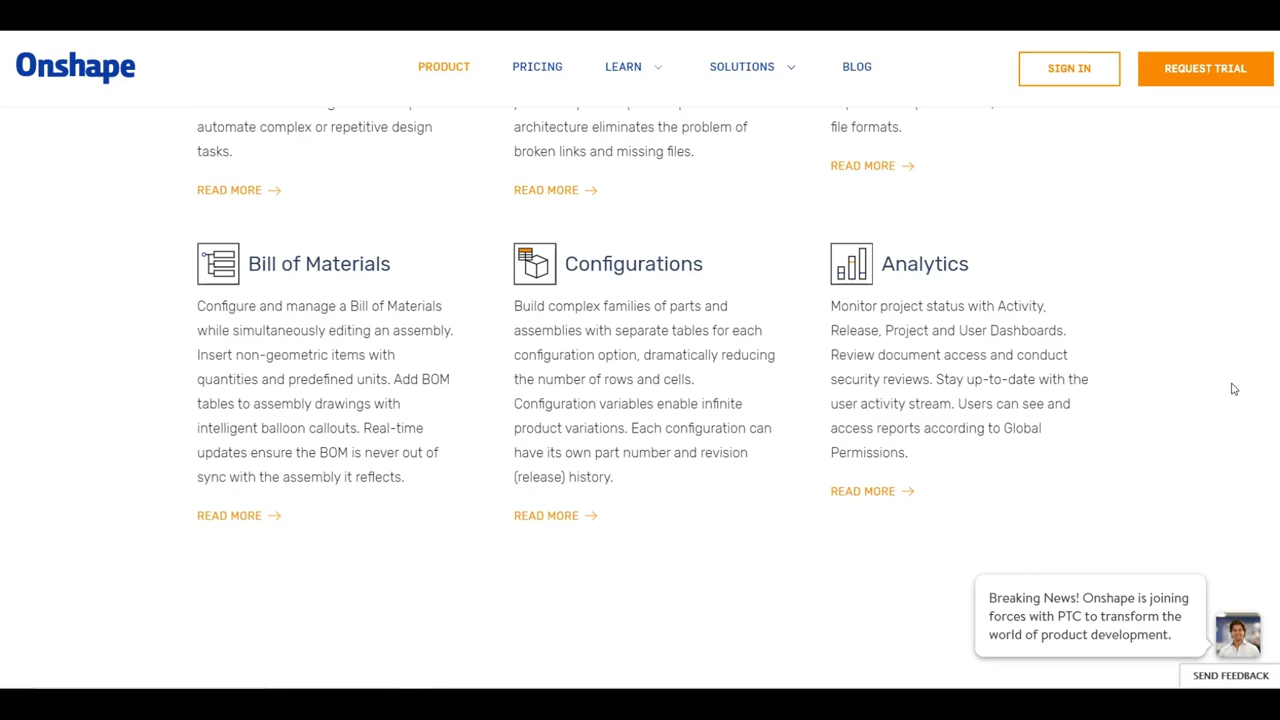 Onshape
PRODUCT
PRICING
LEARN
SOLUTIONS
BLOG
SIGN IN
REQUEST TRIAL
automate complex or repetitive design
tasks.
READ MORE
architecture eliminates the problem of
broken links and missing files.
READ MORE
file formats.
READ MORE
Bill of Materials
Configure and manage a Bill of Materials
while simultaneously editing an assembly.
Insert non-geometric items with
quantities and predefined units. Add BOM
tables to assembly drawings with
intelligent balloon callouts. Real-time
updates ensure the BOM is never out of
sync with the assembly it reflects.
READ MORE
Configurations
Build complex families of parts and
assemblies with separate tables for each
configuration option, dramatically reducing
the number of rows and cells.
Configuration variables enable infinite
product variations. Each configuration can
have its own part number and revision
(release) history.
READ MORE
Analytics
Monitor project status with Activity,
Release, Project and User Dashboards.
Review document access and conduct
security reviews. Stay up-to-date with the
user activity stream. Users can see and
access reports according to Global
Permissions.
READ MORE
Breaking News! Onshape is joining
forces with PTC to transform the
world of product development.
SEND FEEDBACK